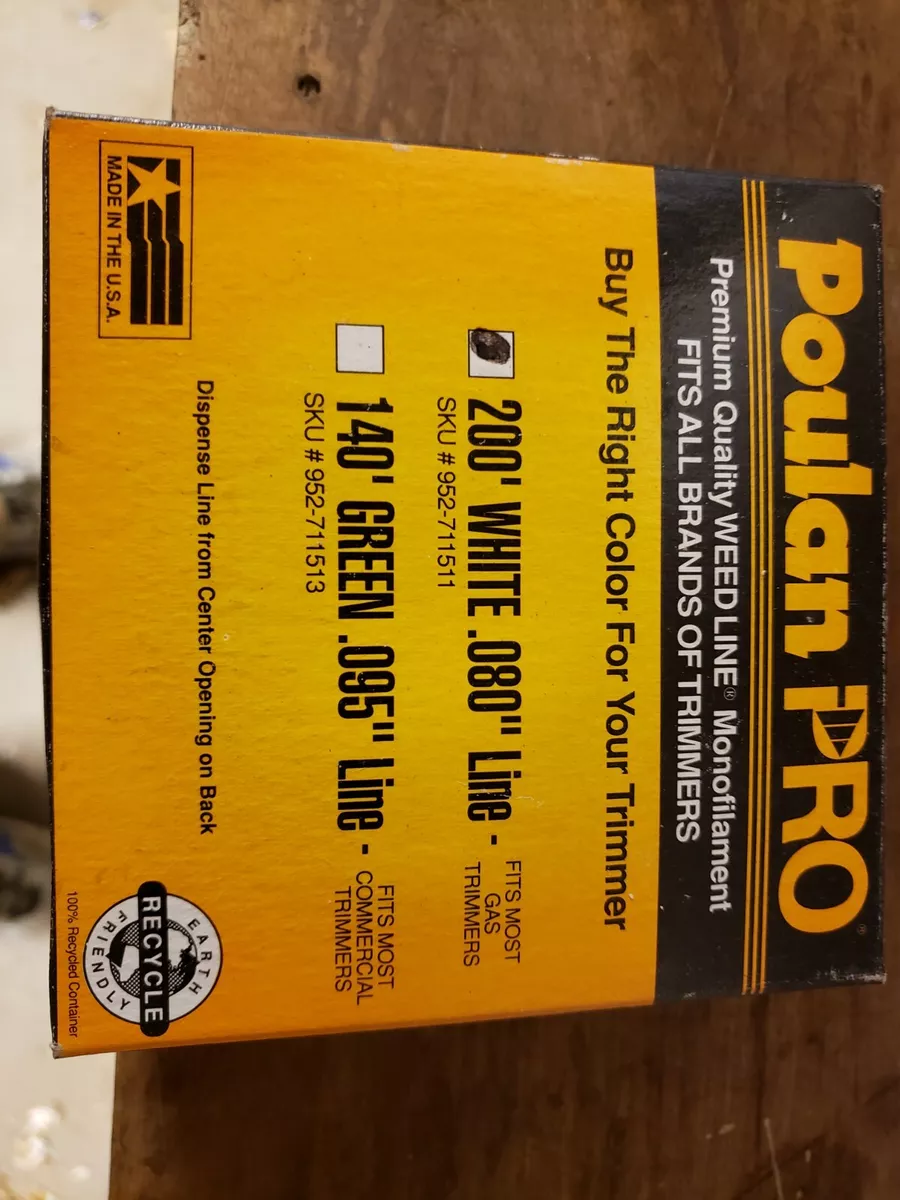 Poulan PRO®
Premium Quality WEED LINE® Monofilament
FITS ALL BRANDS OF TRIMMERS
Buy The Right Color For Your Trimmer
200' WHITE .080" Line - FITS MOST
GAS
TRIMMERS
SKU # 952-711511
140' GREEN .095" Line - FITS MOST
COMMERCIAL
TRIMMERS
SKU # 952-711513
Dispense Line from Center Opening on Back
MADE IN THE U.S.A.
EARTH
RECYCLE
FRIENDLY
100% Recycled Container